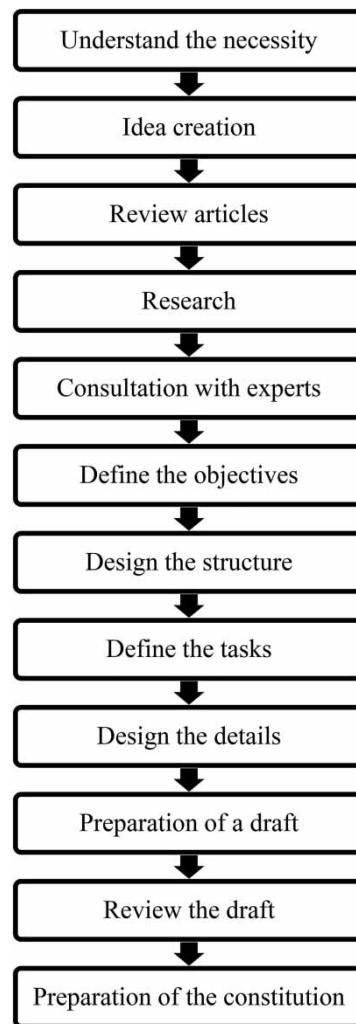 Understand the necessity
Idea creation
Review articles
Research
Consultation with experts
Define the objectives
Design the structure
Define the tasks
Design the details
Preparation of a draft
Review the draft
Preparation of the constitution